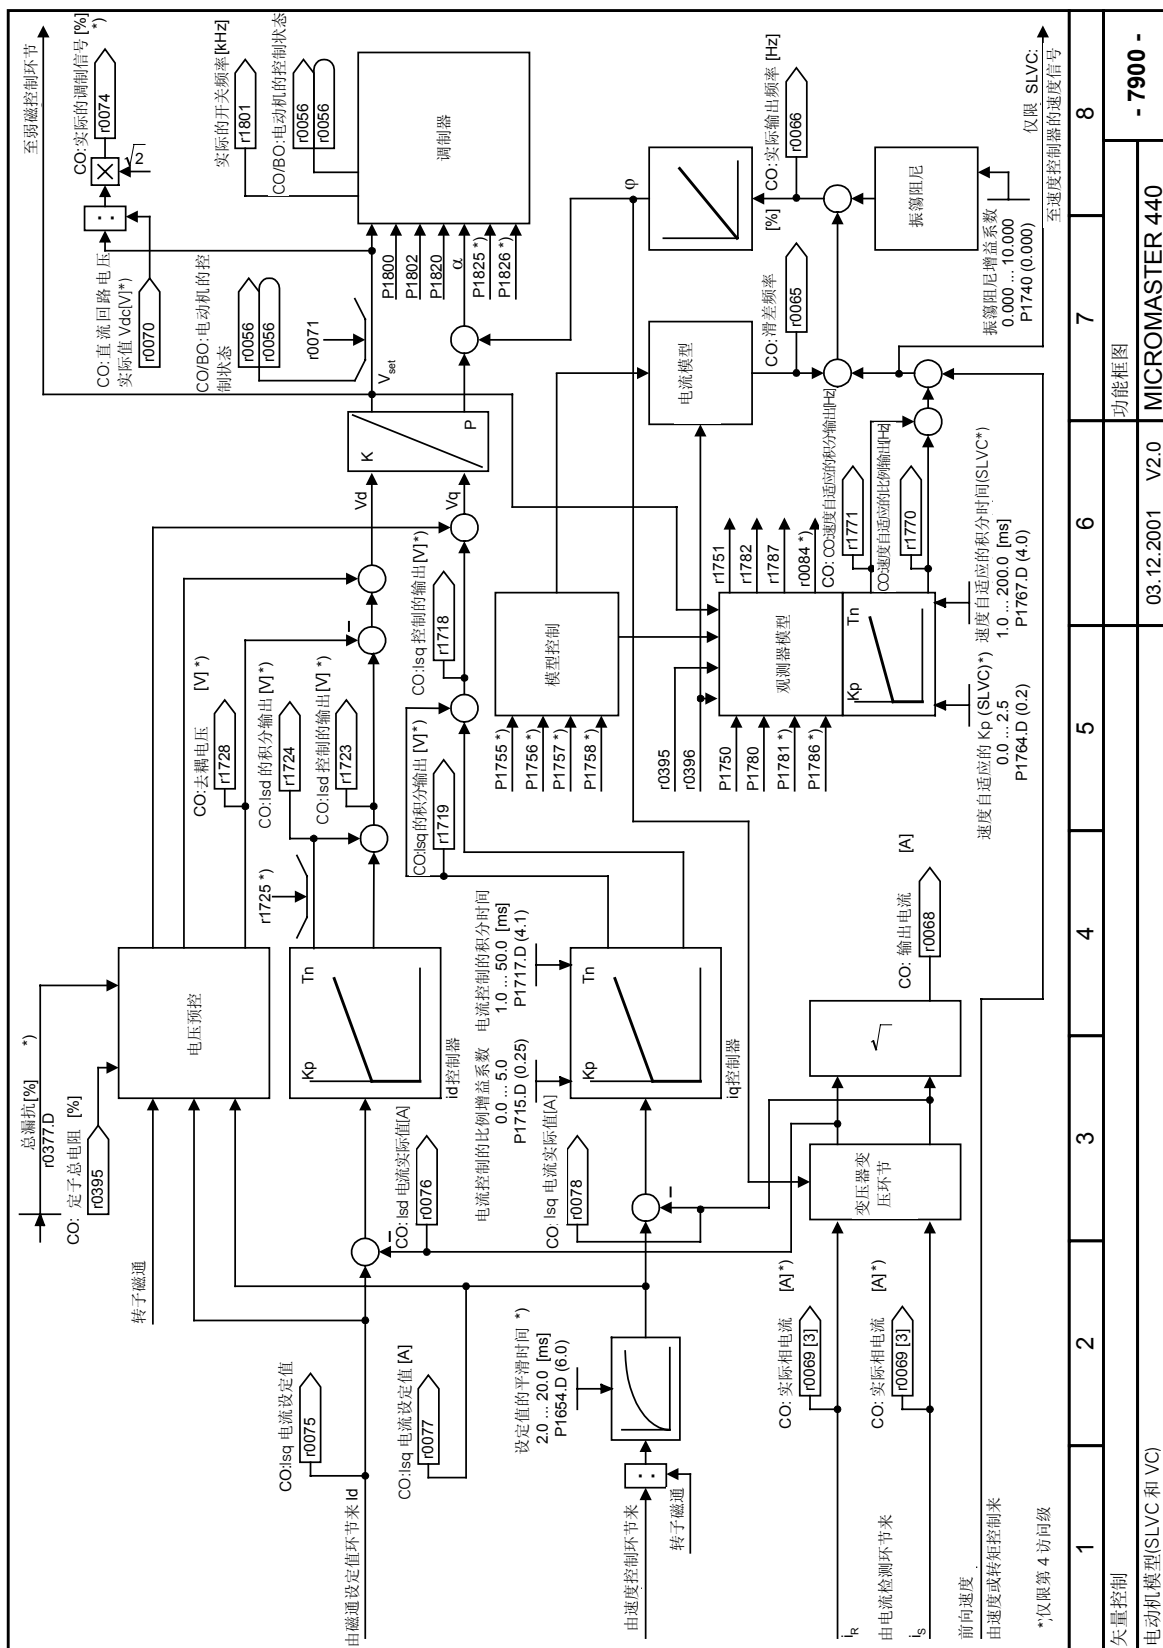 至弱磁控制环节
CO:实际的调制信号 [%]
*)
r0074
√2
CO:直流回路电压
实际值 Vdc[V]*)
r0070
实际的开关频率[kHz]
r1801
CO/BO:电动机的控制状态
r0056
r0056
调制器
CO/BO:电动机的控
制状态
r0056
r0056
r0071
P1800
P1802
P1820
α
P1825 *)
P1826 *)
Vset
K
P
Vd
Vq
φ
总漏抗[%]
*)
r0377.D
CO: 定子总电阻 [%]
r0395
转子磁通
电压预控
CO:去耦电压
[V] *)
r1728
CO:Isd的积分输出[V] *)
r1724
CO:Isd 控制的输出[V] *)
r1723
r1725 *)
CO:Isq 电流设定值
r0075
由磁通设定值环节来 Id
CO: Isd 电流实际值[A]
r0076
Kp
Tn
id控制器
CO:Isq 控制的输出[V]*)
r1718
CO:Isq的积分输出 [V]*)
r1719
CO:Isq 电流设定值 [A]
r0077
电流控制的比例增益系数
0.0 ... 5.0
P1715.D (0.25)
电流控制的积分时间
1.0 ... 50.0 [ms]
P1717.D (4.1)
设定值的平滑时间 *)
2.0 ... 20.0 [ms]
P1654.D (6.0)
CO: Isq 电流实际值[A]
r0078
Kp
Tn
iq控制器
由速度控制环节来
转子磁通
模型控制
P1755 *)
P1756 *)
P1757 *)
P1758 *)
电流模型
CO:滑差频率
r0065
[%]
CO:实际输出频率 [Hz]
r0066
振荡阻尼
振荡阻尼增益系数
0.000 ... 10.000
P1740 (0.000)
r0395
r0396
P1750
P1780
P1781 *)
P1786 *)
观测器模型
r1751
r1782
r1787
r0084 *)
CO: CO:速度自适应的积分输出[Hz]
r1771
CO:速度自适应的比例输出[Hz]
r1770
Kp
Tn
速度自适应的 Kp (SLVC)*)
0.0 ... 2.5
P1764.D (0.2)
速度自适应的积分时间(SLVC*)
1.0 ... 200.0 [ms]
P1767.D (4.0)
仅限 SLVC:
至速度控制器的速度信号
CO: 输出电流
[A]
r0068
√
变压器变
压环节
CO: 实际相电流
[A] *)
r0069 [3]
CO: 实际相电流
[A] *)
r0069 [3]
iR
由电流检测环节来
iS
前向速度
由速度或转矩控制来
*)仅限第 4 访问级
1
2
3
4
5
6
7
8
矢量控制
电动机模型(SLVC 和 VC)
03.12.2001
V2.0
功能框图
MICROMASTER 440
- 7900 -